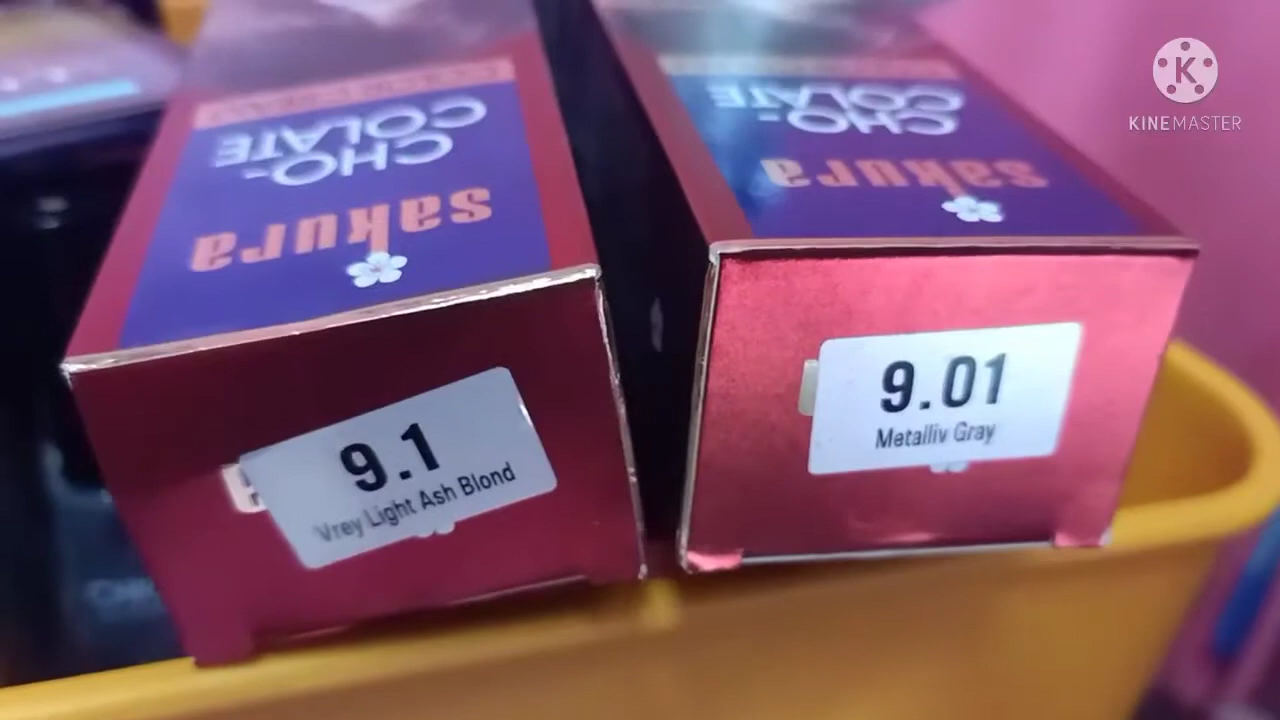 K
KINEMASTER
CHO-
COLATE
sakura
CHO-
COLATE
sakura
9.1
Vrey Light Ash Blond
9.01
Metalliv Gray